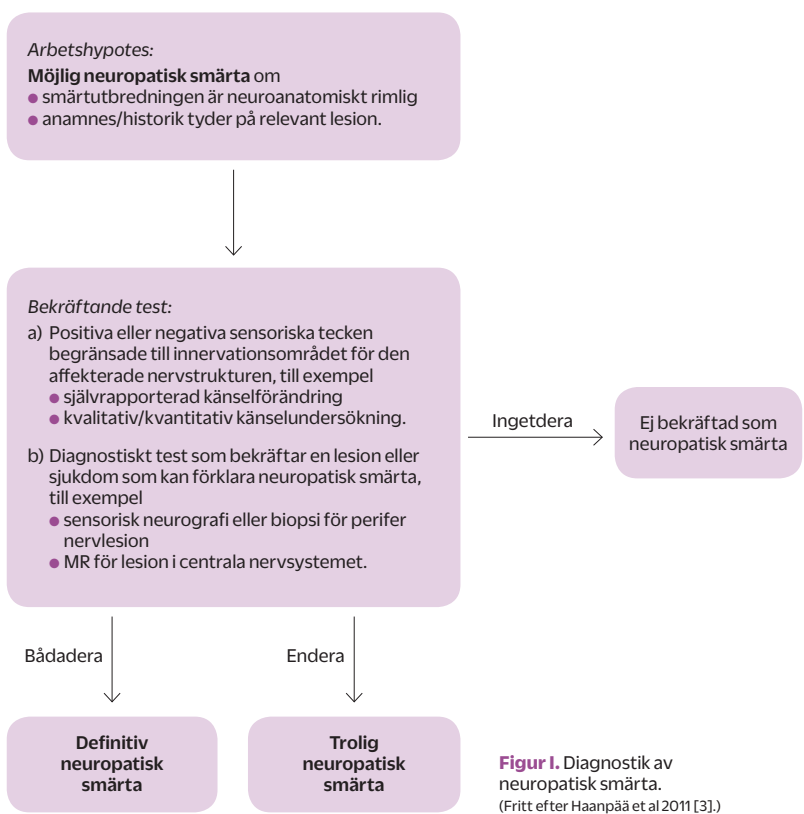 Arbetshypotes:
Möjlig neuropatisk smärta om
● smärtutbredningen är neuroanatomiskt rimlig
● anamnes/historik tyder på relevant lesion.
Bekräftande test:
a) Positiva eller negativa sensoriska tecken
begränsade till innervationsområdet för den
affekterade nervstrukturen, till exempel
● självrapporterad känselförändring
● kvalitativ/kvantitativ känselundersökning.
b) Diagnostiskt test som bekräftar en lesion eller
sjukdom som kan förklara neuropatisk smärta,
till exempel
● sensorisk neurografi eller biopsi för perifer
nervlesion
● MR för lesion i centrala nervsystemet.
Ingetdera
Ej bekräftad som
neuropatisk smärta
Bådadera
Endera
Definitiv
neuropatisk
smärta
Trolig
neuropatisk
smärta
Figur I. Diagnostik av
neuropatisk smärta.
(Fritt efter Haanpää et al 2011 [3].)